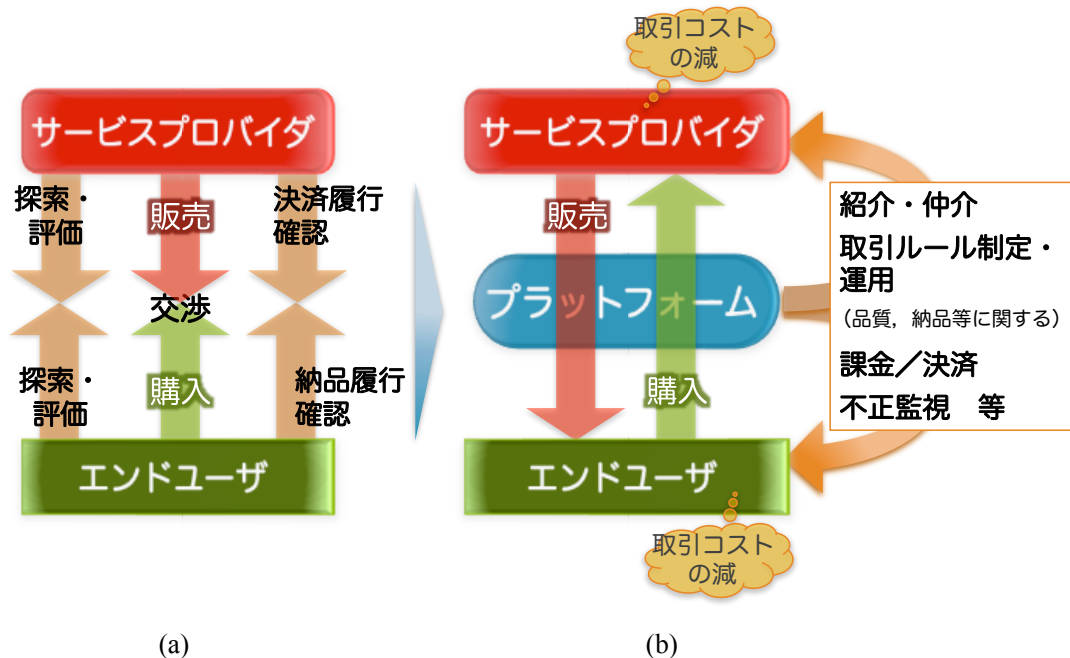 サービスプロバイダ
探索・
評価
販売
決済履行
確認
交渉
探索・
評価
購入
納品履行
確認
エンドユーザ
(a)
取引コスト
の減
サービスプロバイダ
販売
プラットフォーム
購入
エンドユーザ
取引コスト
の減
紹介・仲介
取引ルール制定・
運用
（品質，納品等に関する）
課金／決済
不正監視　等
(b)